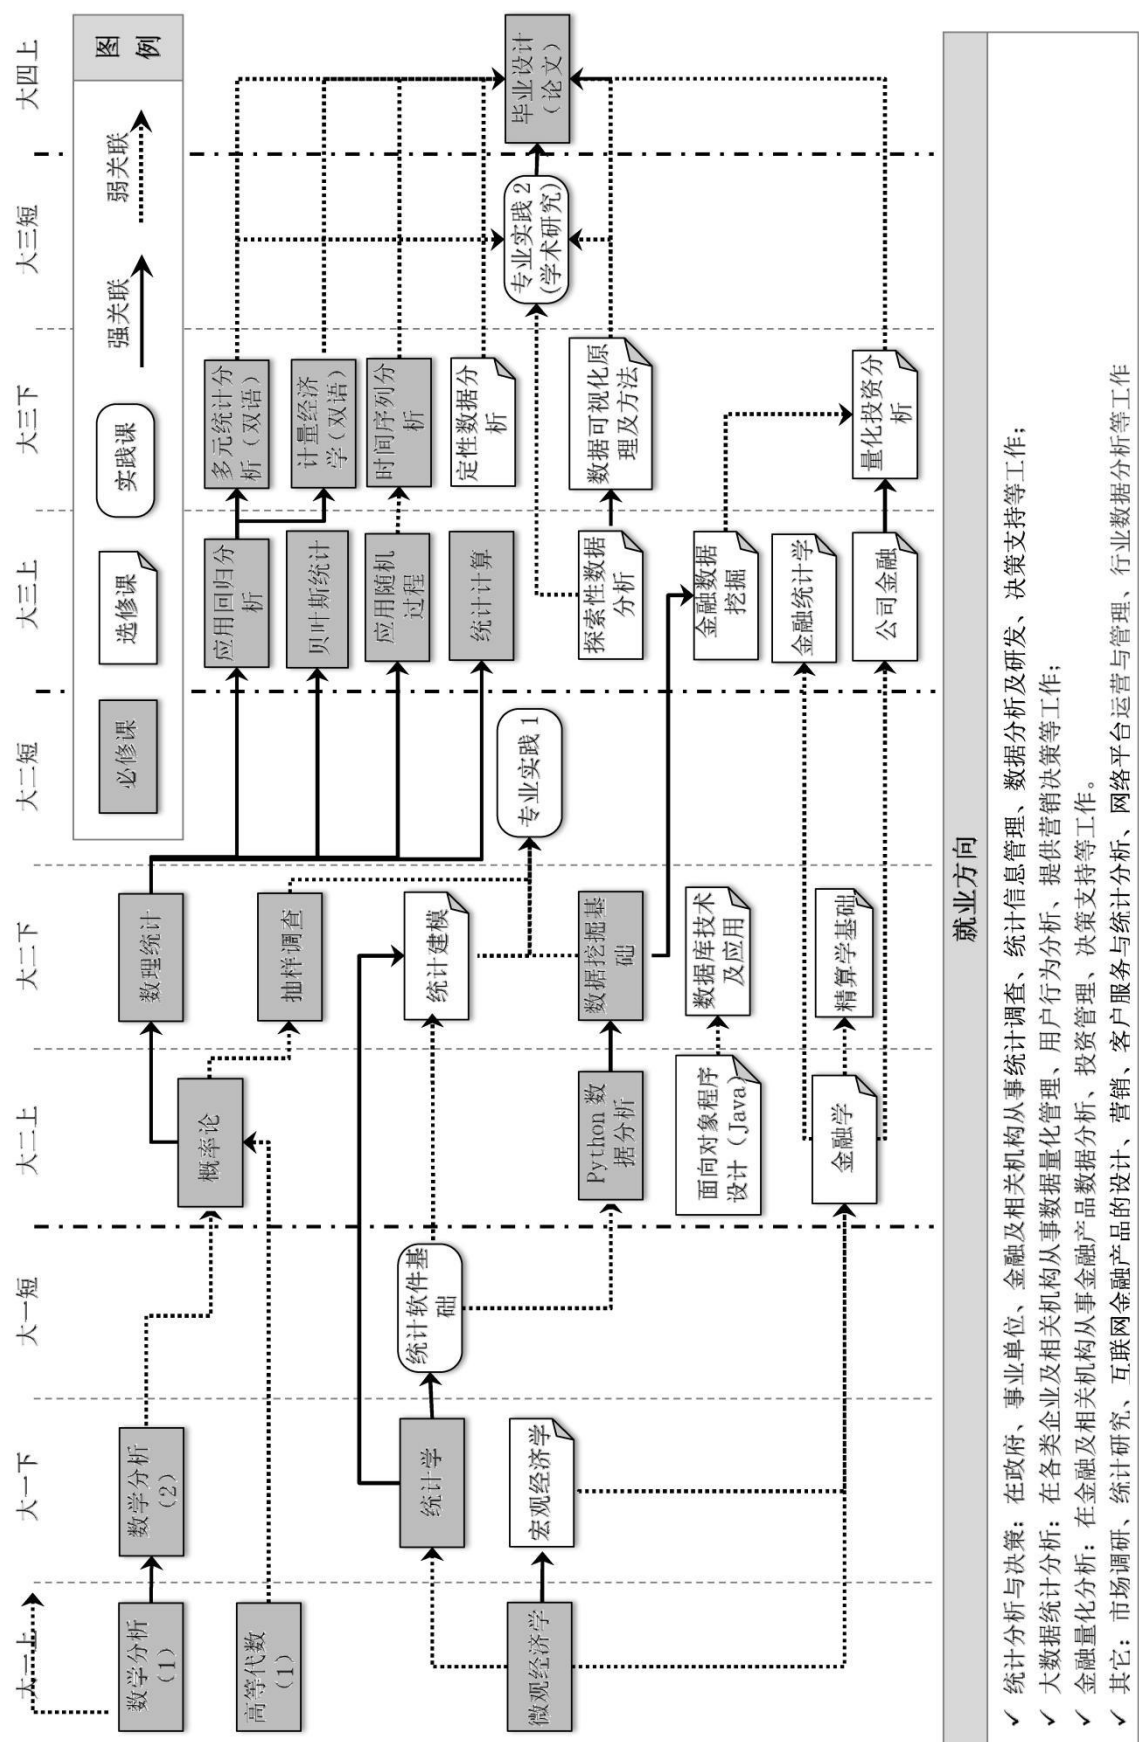 大一上
大一下
大一短
大二上
大二下
大二短
大三上
大三下
大三短
大四上
必修课
选修课
实践课
强关联
弱关联
图
例
数学分析
（1）
高等代数
（1）
微观经济学
数学分析
（2）
统计学
宏观经济学
统计软件基
础
概率论
Python 数
据分析
面向对象程序
设计（Java）
金融学
数理统计
抽样调查
统计建模
数据挖掘基
础
数据库技术
及应用
精算学基础
专业实践 1
应用回归分
析
贝叶斯统计
应用随机
过程
统计计算
探索性数据
分析
金融数据
挖掘
金融统计学
公司金融
多元统计分
析（双语）
计量经济
学（双语）
时间序列分
析
定性数据分
析
数据可视化原
理及方法
量化投资分
析
专业实践 2
(学术研究)
毕业设计
（论文）
就业方向
✓ 统计分析与决策：在政府、事业单位、金融及相关机构从事统计调查、统计信息管理、数据分析及研发、决策支持等工作；
✓ 大数据统计分析：在各类企业及相关机构从事数据量化管理、用户行为分析、提供营销决策等工作；
✓ 金融量化分析：在金融及相关机构从事金融产品数据分析、投资管理、决策支持等工作。
✓ 其它：市场调研、统计研究、互联网金融产品的设计、营销、客户服务与统计分析、网络平台运营与管理、行业数据分析等工作